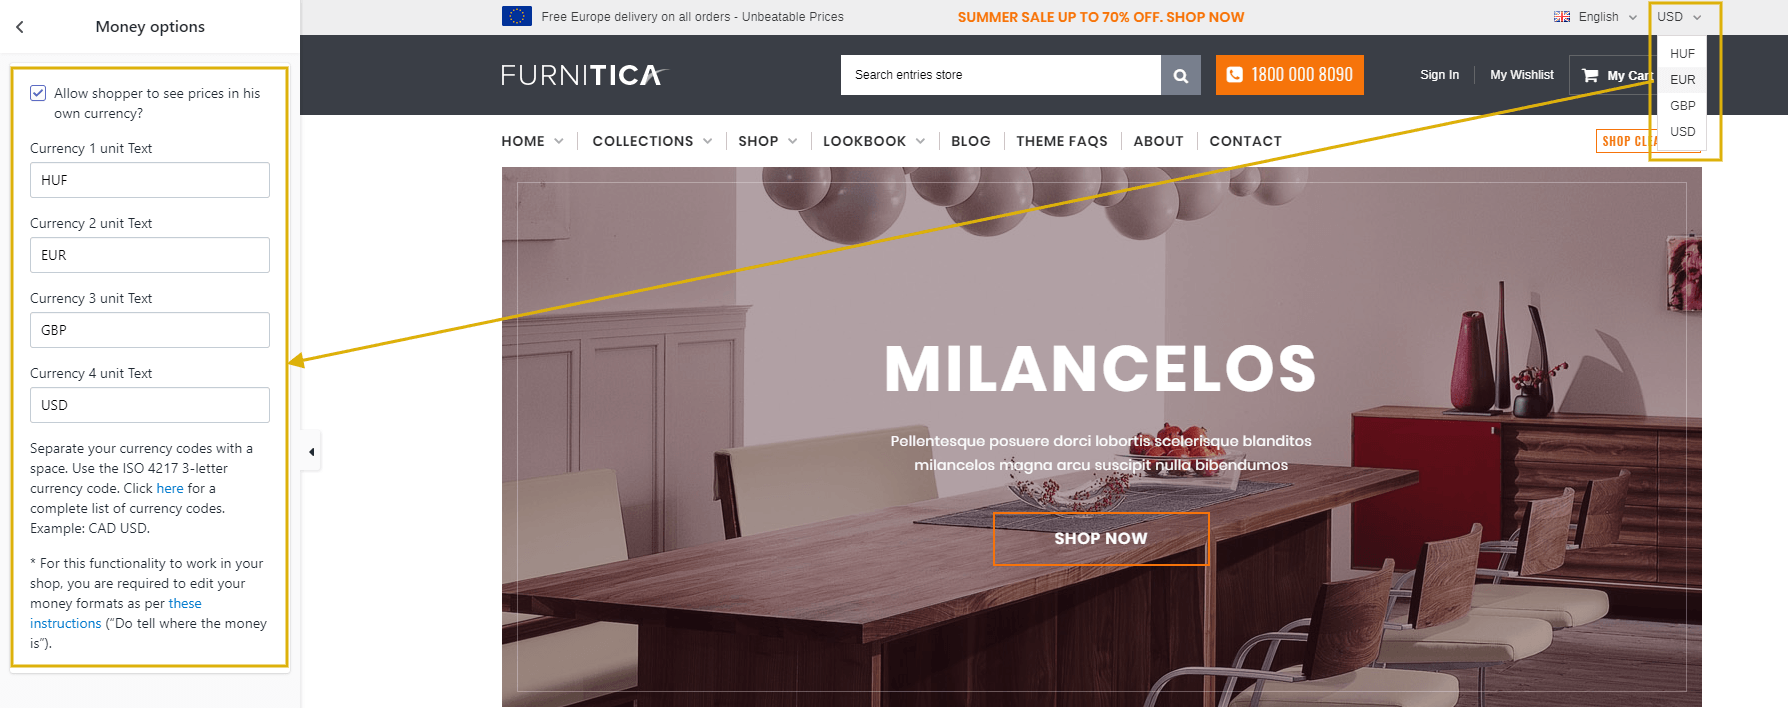 Money options
Allow shopper to see prices in his
own currency?
Currency 1 unit Text
HUF
Currency 2 unit Text
EUR
Currency 3 unit Text
GBP
Currency 4 unit Text
USD
Separate your currency codes with a
space. Use the ISO 4217 3-letter
currency code. Click here for a
complete list of currency codes.
Example: CAD USD.
* For this functionality to work in your
shop, you are required to edit your
money formats as per these
instructions (“Do tell where the money
is”).
Free Europe delivery on all orders - Unbeatable Prices
SUMMER SALE UP TO 70% OFF. SHOP NOW
English
USD
HUF
EUR
GBP
USD
FURNITICA
Search entries store
1800 000 8090
Sign In
My Wishlist
My Cart
HOME
COLLECTIONS
SHOP
LOOKBOOK
BLOG
THEME FAQS
ABOUT
CONTACT
SHOP CLEA
MILANCELOS
Pellentesque posuere dorci lobortis scelerisque blanditos
milancelos magna arcu suscipit nulla bibendumos
SHOP NOW